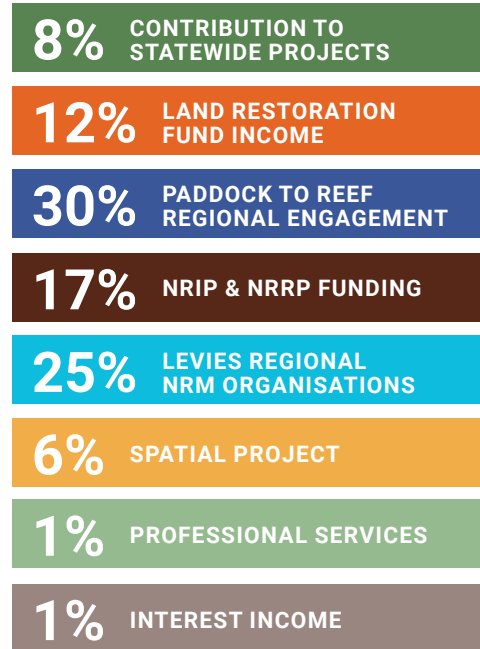 8% CONTRIBUTION TO
STATEWIDE PROJECTS
12% LAND RESTORATION
FUND INCOME
30% PADDOCK TO REEF
REGIONAL ENGAGEMENT
17% NRIP & NRRP FUNDING
25% LEVIES REGIONAL
NRM ORGANISATIONS
6% SPATIAL PROJECT
1% PROFESSIONAL SERVICES
1% INTEREST INCOME